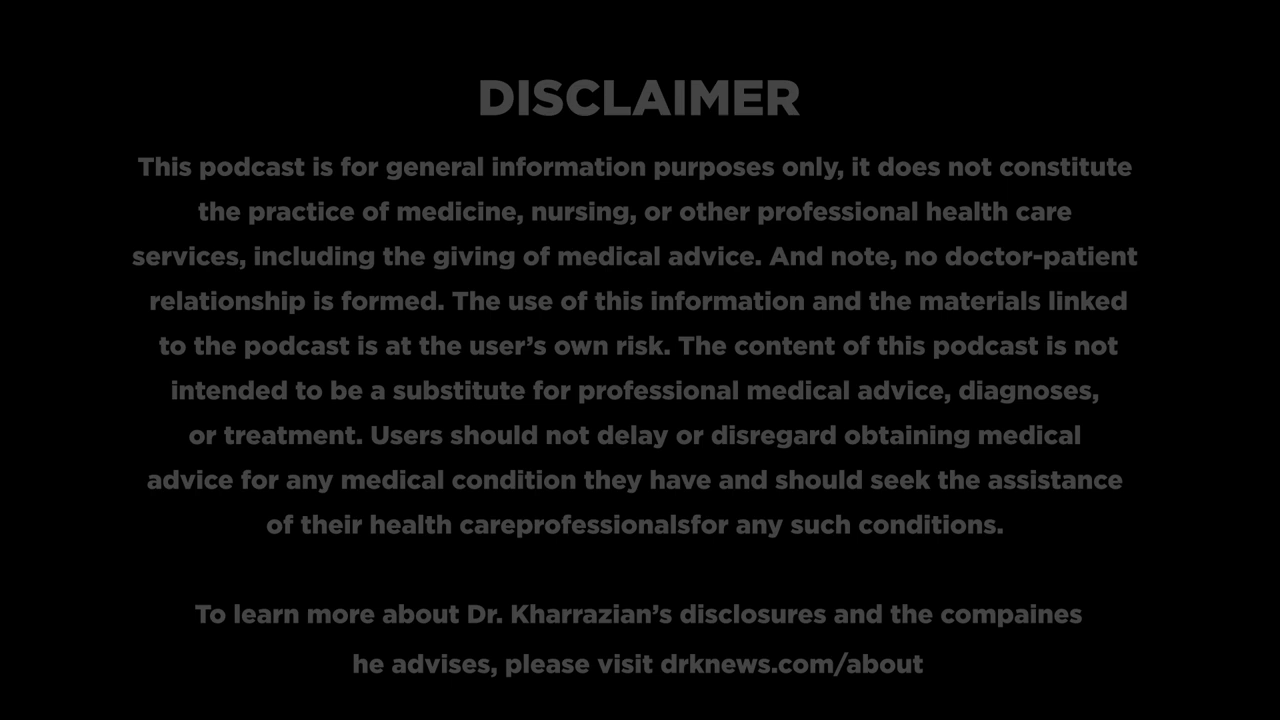 DISCLAIMER
This podcast is for general information purposes only, it does not constitute
the practice of medicine, nursing, or other professional health care
services, including the giving of medical advice. And note, no doctor-patient
relationship is formed. The use of this information and the materials linked
to the podcast is at the user’s own risk. The content of this podcast is not
intended to be a substitute for professional medical advice, diagnoses,
or treatment. Users should not delay or disregard obtaining medical
advice for any medical condition they have and should seek the assistance
of their health careprofessionalsfor any such conditions.
To learn more about Dr. Kharrazian’s disclosures and the compaines
he advises, please visit drknews.com/about